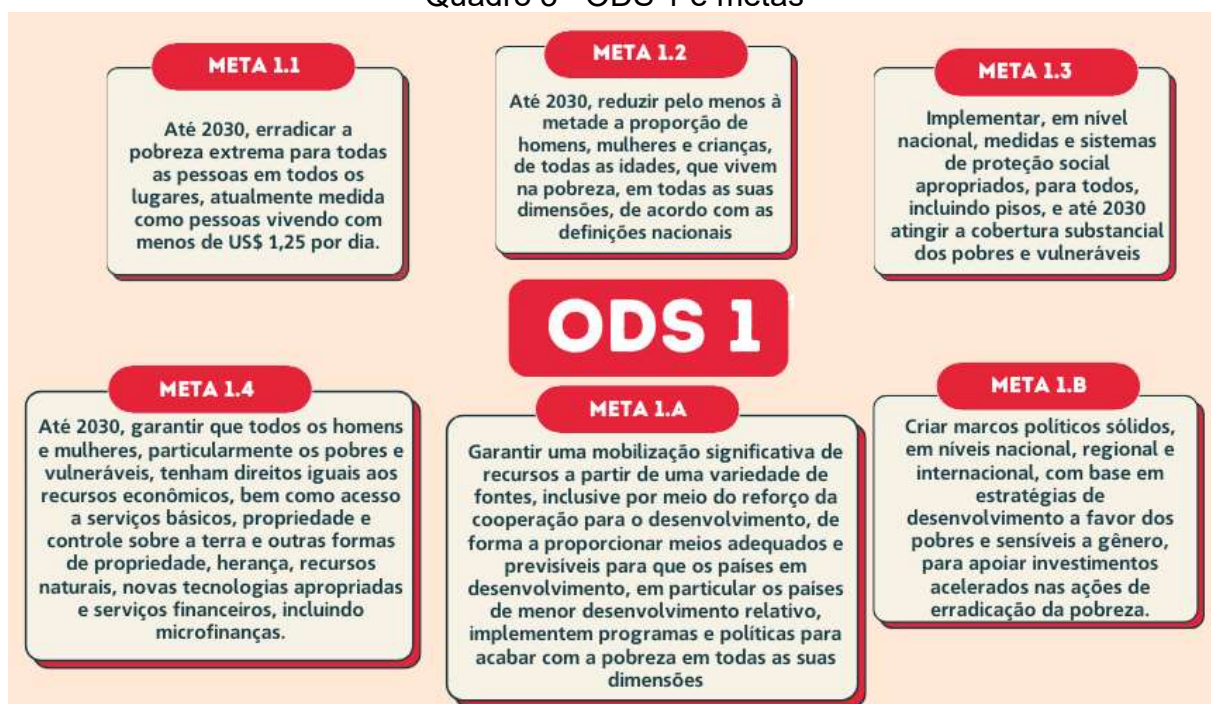 ODS 1 e metas
META 1.1
Até 2030, erradicar a
pobreza extrema para todas
as pessoas em todos os
lugares, atualmente medida
como pessoas vivendo com
menos de US$ 1,25 por dia.
META 1.2
Até 2030, reduzir pelo menos à
metade a proporção de
homens, mulheres e crianças,
de todas as idades, que vivem
na pobreza, em todas as suas
dimensões, de acordo com as
definições nacionais
META 1.3
Implementar, em nível
nacional, medidas e sistemas
de proteção social
apropriados, para todos,
incluindo pisos, e até 2030
atingir a cobertura substancial
dos pobres e vulneráveis
ODS 1
META 1.4
Até 2030, garantir que todos os homens
e mulheres, particularmente os pobres e
vulneráveis, tenham direitos iguais aos
recursos econômicos, bem como acesso
a serviços básicos, propriedade e
controle sobre a terra e outras formas
de propriedade, herança, recursos
naturais, novas tecnologias apropriadas
e serviços financeiros, incluindo
microfinanças.
META 1.A
Garantir uma mobilização significativa de
recursos a partir de uma variedade de
fontes, inclusive por meio do reforço da
cooperação para o desenvolvimento, de
forma a proporcionar meios adequados e
previsíveis para que os países em
desenvolvimento, em particular os países
de menor desenvolvimento relativo,
implementem programas e políticas para
acabar com a pobreza em todas as suas
dimensões
META 1.B
Criar marcos políticos sólidos,
em níveis nacional, regional e
internacional, com base em
estratégias de
desenvolvimento a favor dos
pobres e sensíveis a gênero,
para apoiar investimentos
acelerados nas ações de
erradicação da pobreza.